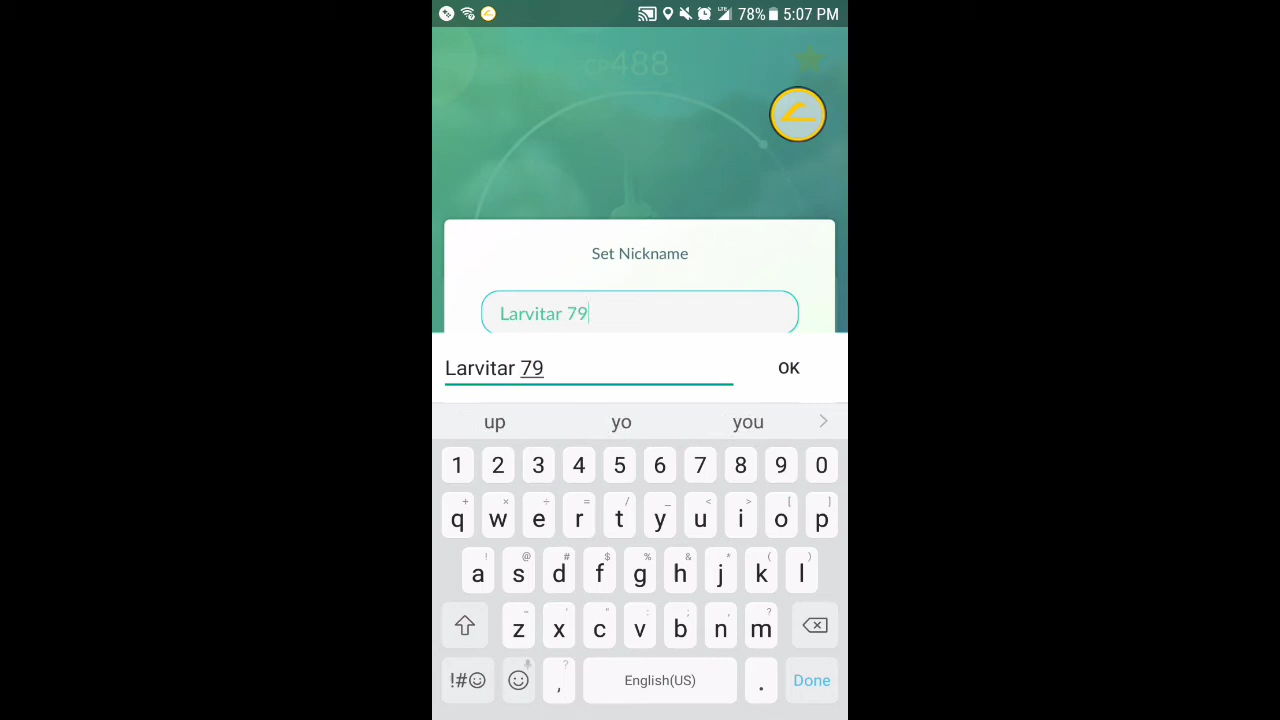 LTE 78% 5:07 PM
CP488
Set Nickname
Larvitar 79
Larvitar 79 OK
up yo you
1 2 3 4 5 6 7 8 9 0
+ × ÷ = / _ < > [ ]
q w e r t y u i o p
! @ # $ % & * ( )
a s d f g h j k l
- ' " : ; , ?
z x c v b n m
?
!#☺ , English(US) . Done